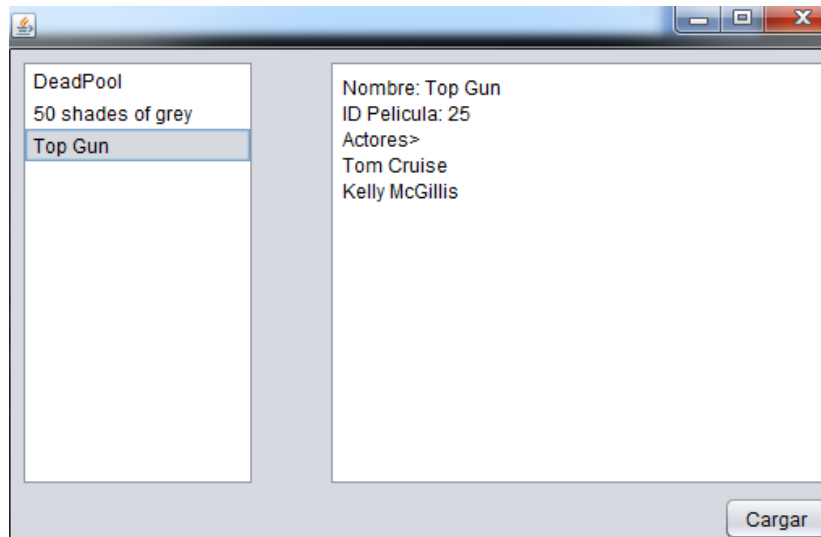 DeadPool
50 shades of grey
Top Gun
Nombre: Top Gun
ID Pelicula: 25
Actores>
Tom Cruise
Kelly McGillis
Cargar